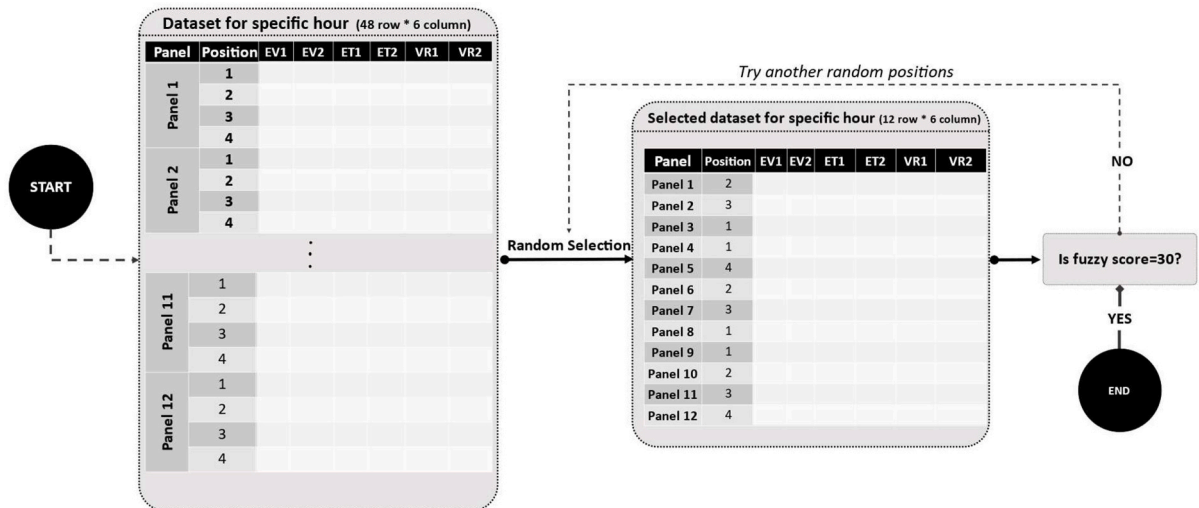 START
Dataset for specific hour (48 row * 6 column)
Panel Position EV1 EV2 ET1 ET2 VR1 VR2
Panel 1
1
2
3
4
Panel 2
1
2
3
4
Panel 11
1
2
3
4
Panel 12
1
2
3
4
Random Selection
Try another random positions
Selected dataset for specific hour (12 row * 6 column)
Panel Position EV1 EV2 ET1 ET2 VR1 VR2
Panel 1 2
Panel 2 3
Panel 3 1
Panel 4 1
Panel 5 4
Panel 6 2
Panel 7 3
Panel 8 1
Panel 9 1
Panel 10 2
Panel 11 3
Panel 12 4
NO
Is fuzzy score=30?
YES
END